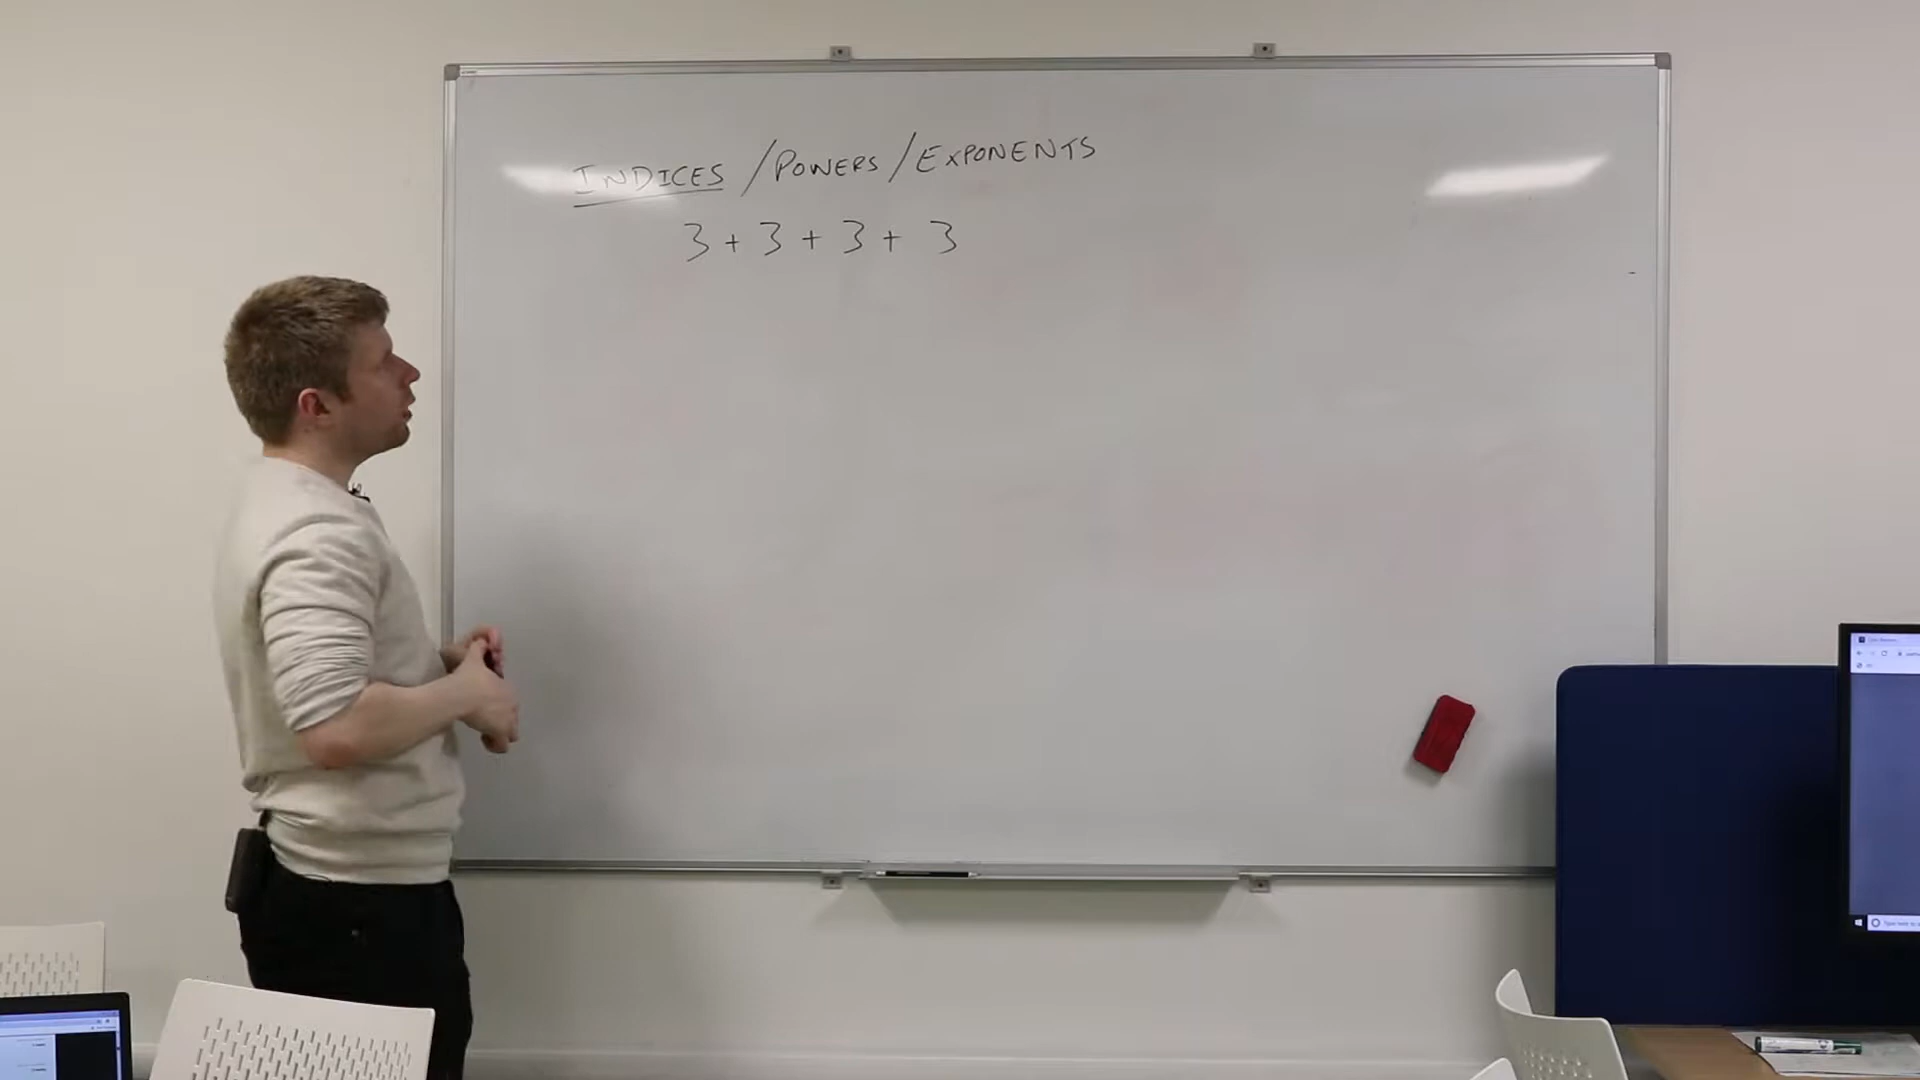 INDICES /POWERS/EXPONENTS
3 + 3 + 3 + 3